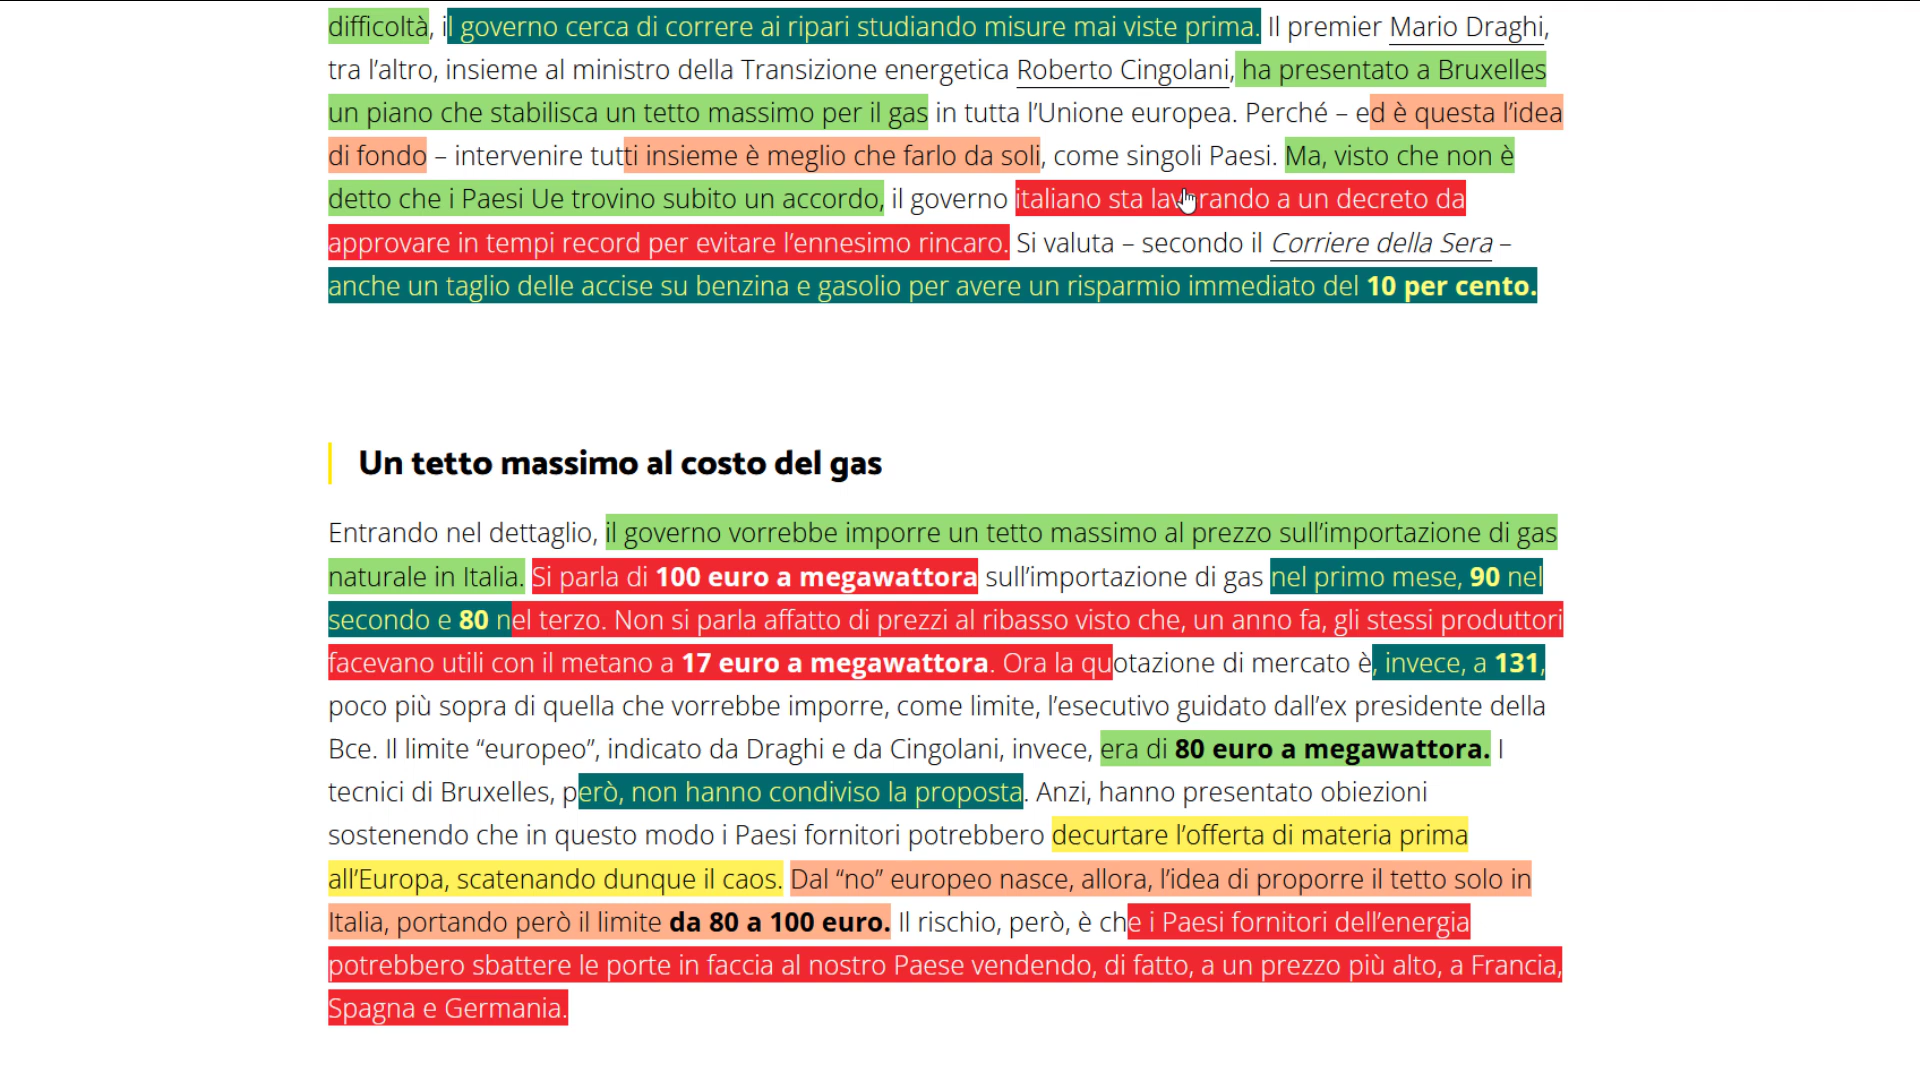 difficoltà, il governo cerca di correre ai ripari studiando misure mai viste prima. Il premier Mario Draghi,
tra l’altro, insieme al ministro della Transizione energetica Roberto Cingolani, ha presentato a Bruxelles
un piano che stabilisca un tetto massimo per il gas in tutta l’Unione europea. Perché – ed è questa l’idea
di fondo – intervenire tutti insieme è meglio che farlo da soli, come singoli Paesi. Ma, visto che non è
detto che i Paesi Ue trovino subito un accordo, il governo italiano sta lavorando a un decreto da
approvare in tempi record per evitare l’ennesimo rincaro. Si valuta – secondo il Corriere della Sera –
anche un taglio delle accise su benzina e gasolio per avere un risparmio immediato del 10 per cento.
Un tetto massimo al costo del gas
Entrando nel dettaglio, il governo vorrebbe imporre un tetto massimo al prezzo sull’importazione di gas
naturale in Italia. Si parla di 100 euro a megawattora sull’importazione di gas nel primo mese, 90 nel
secondo e 80 nel terzo. Non si parla affatto di prezzi al ribasso visto che, un anno fa, gli stessi produttori
facevano utili con il metano a 17 euro a megawattora. Ora la quotazione di mercato è, invece, a 131,
poco più sopra di quella che vorrebbe imporre, come limite, l’esecutivo guidato dall’ex presidente della
Bce. Il limite “europeo”, indicato da Draghi e da Cingolani, invece, era di 80 euro a megawattora. I
tecnici di Bruxelles, però, non hanno condiviso la proposta. Anzi, hanno presentato obiezioni
sostenendo che in questo modo i Paesi fornitori potrebbero decurtare l’offerta di materia prima
all’Europa, scatenando dunque il caos. Dal “no” europeo nasce, allora, l’idea di proporre il tetto solo in
Italia, portando però il limite da 80 a 100 euro. Il rischio, però, è che i Paesi fornitori dell’energia
potrebbero sbattere le porte in faccia al nostro Paese vendendo, di fatto, a un prezzo più alto, a Francia,
Spagna e Germania.